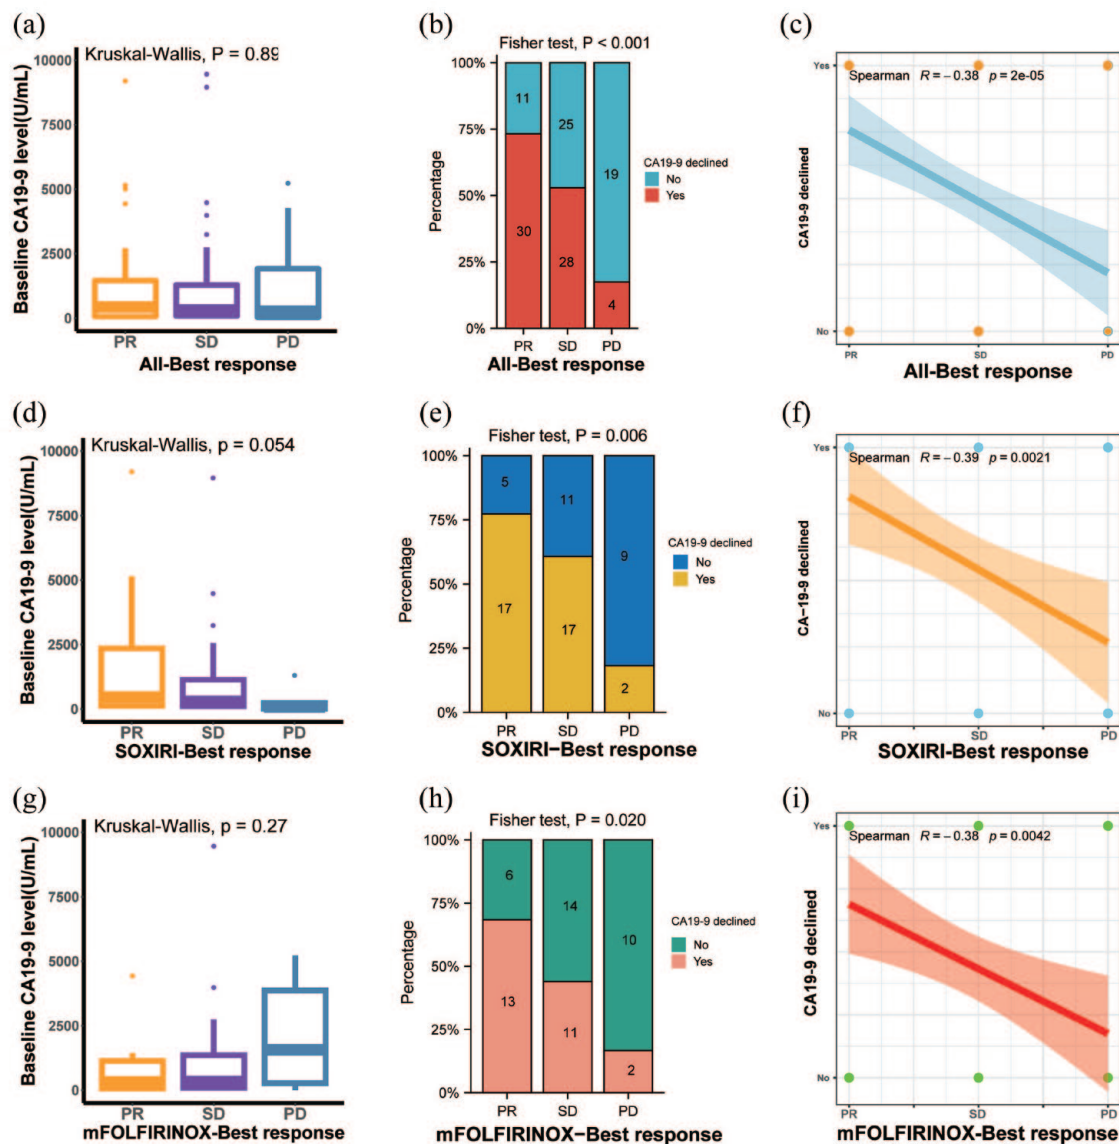 (a)
Kruskal-Wallis, P = 0.89
Baseline CA19-9 level(U/mL)
10000
7500
5000
2500
0
PR SD PD
All-Best response
(b)
Fisher test, P < 0.001
Percentage
100%
75%
50%
25%
0%
11
25
19
30
28
4
CA19-9 declined
No
Yes
PR SD PD
All-Best response
(c)
Spearman R = − 0.38 p = 2e-05
CA19-9 declined
Yes
No
PR SD PD
All-Best response
(d)
Kruskal-Wallis, p = 0.054
Baseline CA19-9 level(U/mL)
10000
7500
5000
2500
0
PR SD PD
SOXIRI-Best response
(e)
Fisher test, P = 0.006
Percentage
100%
75%
50%
25%
0%
5
11
9
17
17
2
CA19-9 declined
No
Yes
PR SD PD
SOXIRI−Best response
(f)
Spearman R = − 0.39 p = 0.0021
CA−19-9 declined
Yes
No
PR SD PD
SOXIRI-Best response
(g)
Kruskal-Wallis, p = 0.27
Baseline CA19-9 level(U/mL)
10000
7500
5000
2500
0
PR SD PD
mFOLFIRINOX-Best response
(h)
Fisher test, P = 0.020
Percentage
100%
75%
50%
25%
0%
6
14
10
13
11
2
CA19-9 declined
No
Yes
PR SD PD
mFOLFIRINOX−Best response
(i)
Spearman R = − 0.38 p = 0.0042
CA19-9 declined
Yes
No
PR SD PD
mFOLFIRINOX-Best response